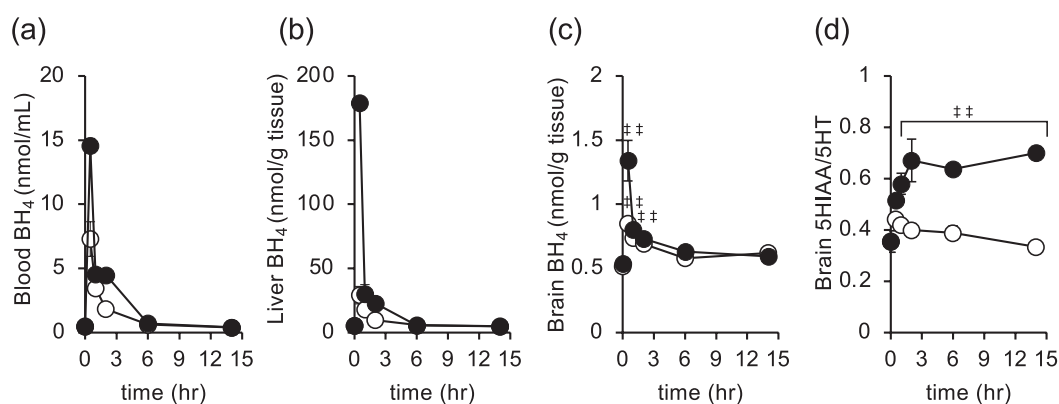 (a)
Blood BH4 (nmol/mL)
20
15
10
5
0
0 3 6 9 12 15
time (hr)
(b)
Liver BH4 (nmol/g tissue)
200
150
100
50
0
0 3 6 9 12 15
time (hr)
(c)
Brain BH4 (nmol/g tissue)
2
1.5
1
0.5
0
‡ ‡
‡ ‡
‡ ‡
0 3 6 9 12 15
time (hr)
(d)
Brain 5HIAA/5HT
1
0.8
0.6
0.4
0.2
0
‡ ‡
0 3 6 9 12 15
time (hr)